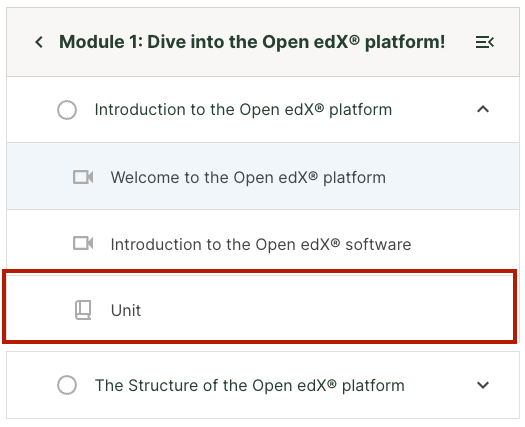 Module 1: Dive into the Open edX® platform!
Introduction to the Open edX® platform
Welcome to the Open edX® platform
Introduction to the Open edX® software
Unit
The Structure of the Open edX® platform